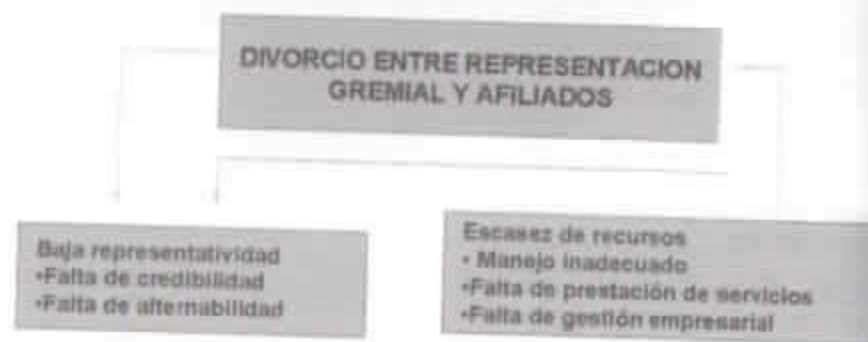 DIVORCIO ENTRE REPRESENTACION
GREMIAL Y AFILIADOS
Baja representatividad
•Falta de credibilidad
•Falta de alternabilidad
Escasez de recursos
• Manejo inadecuado
•Falta de prestación de servicios
•Falta de gestión empresarial